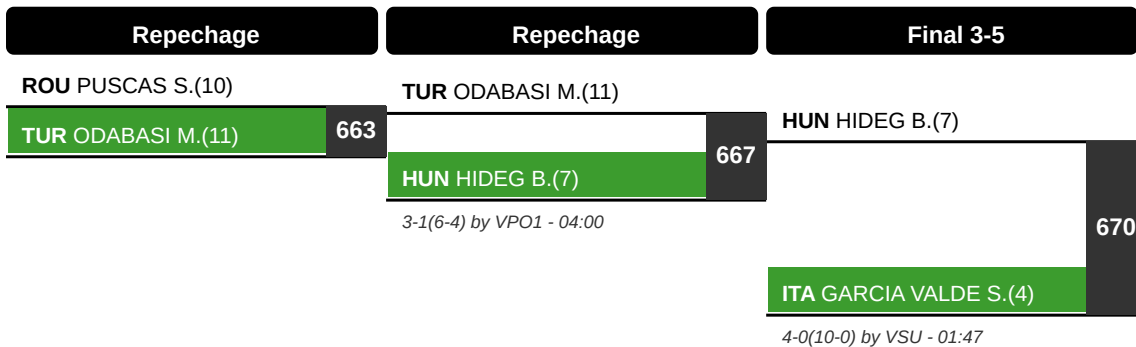 Repechage
Repechage
Final 3-5
ROU PUSCAS S.(10)
TUR ODABASI M.(11)
663
TUR ODABASI M.(11)
HUN HIDEG B.(7)
667
3-1(6-4) by VPO1 - 04:00
HUN HIDEG B.(7)
ITA GARCIA VALDE S.(4)
670
4-0(10-0) by VSU - 01:47